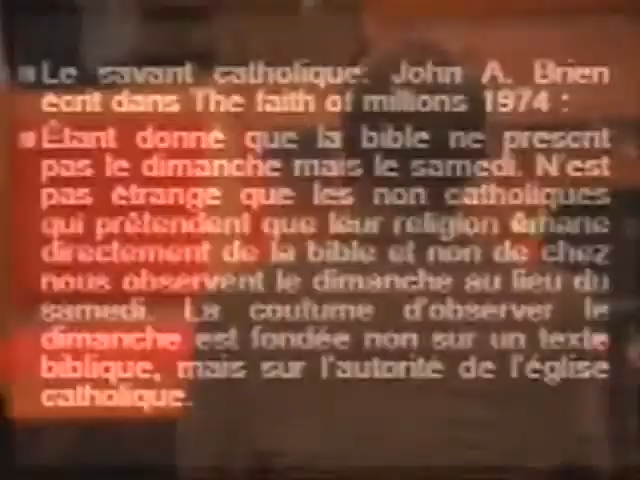 Le savant catholique: John A. Brien
écrit dans The faith of millions 1974 :
Étant donné que la bible ne prescrit
pas le dimanche mais le samedi. N'est
pas étrange que les non catholiques
qui prétendent que leur religion émane
directement de la bible et non de chez
nous observent le dimanche au lieu du
samedi. La coutume d'observer le
dimanche est fondée non sur un texte
biblique, mais sur l'autorité de l'église
catholique.